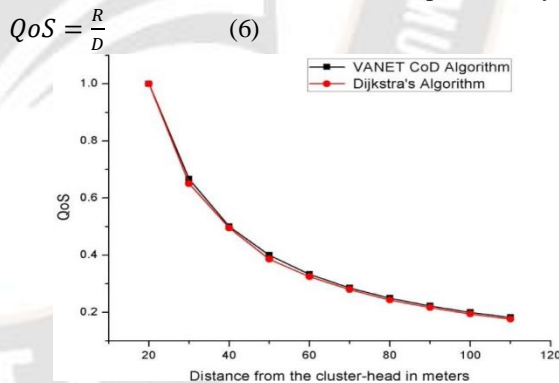 QoS = R/D (6)
VANET CoD Algorithm
Dijkstra's Algorithm
1.0
0.8
0.6
0.4
0.2
QoS
20 40 60 80 100 120
Distance from the cluster-head in meters